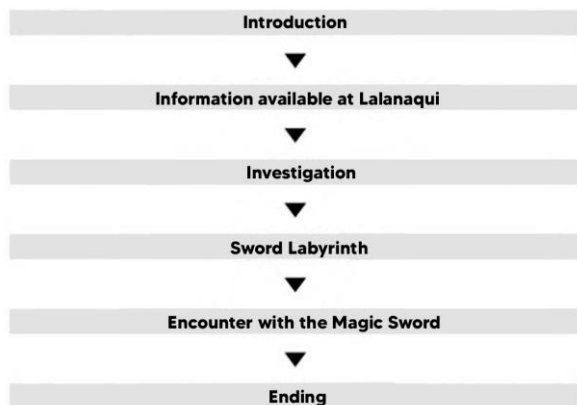 Introduction
Information available at Lalanaqui
Investigation
Sword Labyrinth
Encounter with the Magic Sword
Ending